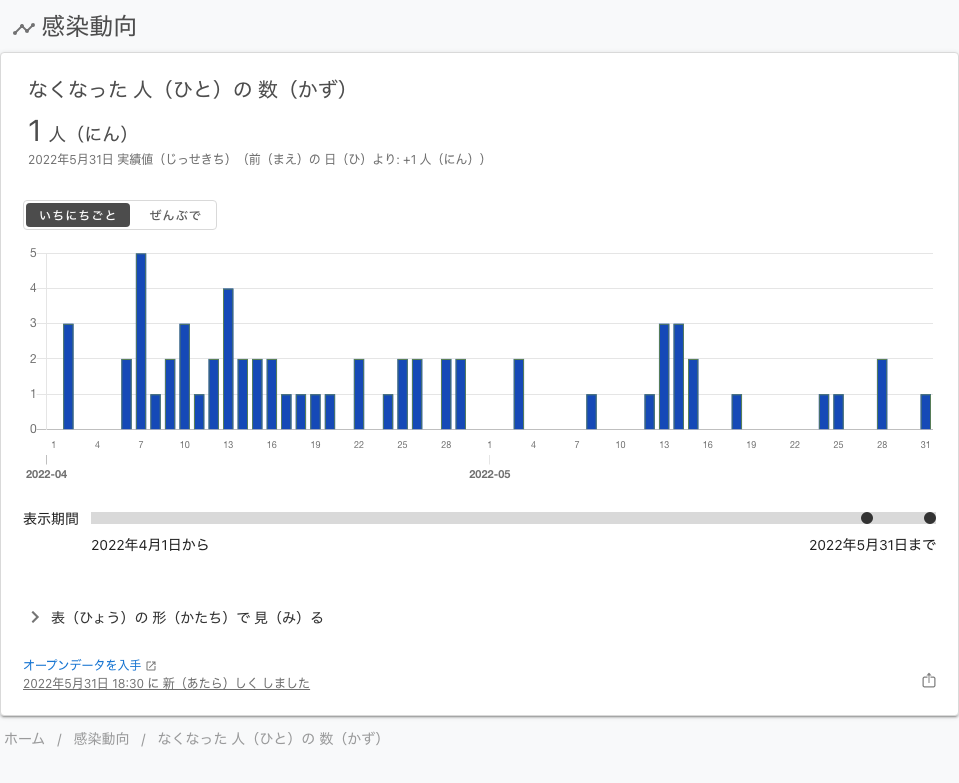 感染動向
なくなった 人（ひと）の 数（かず）
1 人（にん）
2022年5月31日 実績値（じっせきち）（前（まえ）の 日（ひ）より: +1 人（にん））
いちにちごと ぜんぶで
5
4
3
2
1
0
1 4 7 10 13 16 19 22 25 28 1 4 7 10 13 16 19 22 25 28 31
2022-04 2022-05
表示期間
2022年4月1日から 2022年5月31日まで
表（ひょう）の 形（かたち）で 見（み）る
オープンデータを入手
2022年5月31日 18:30 に 新（あたら）しく しました
ホーム / 感染動向 / なくなった 人（ひと）の 数（かず）